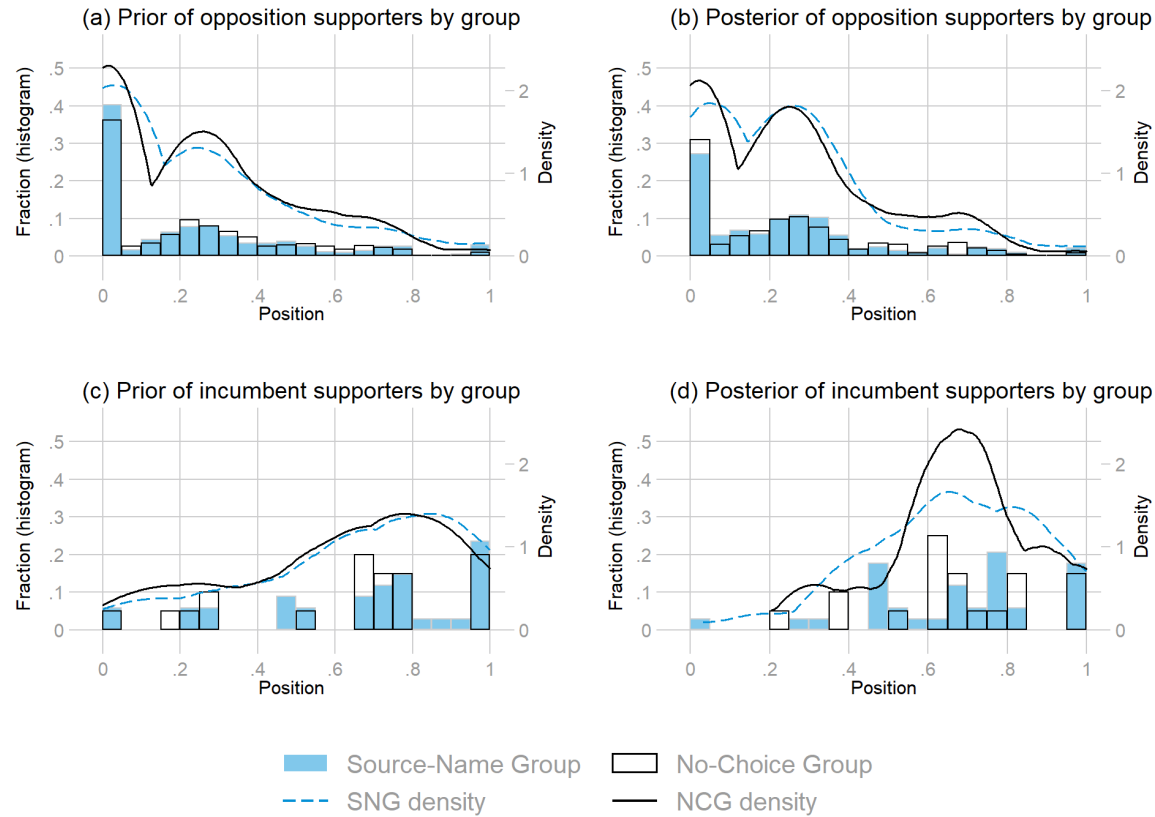 (a) Prior of opposition supporters by group
Fraction (histogram)
.5
.4
.3
.2
.1
0
2
1
0
Density
0 .2 .4 .6 .8 1
Position
(b) Posterior of opposition supporters by group
Fraction (histogram)
.5
.4
.3
.2
.1
0
2
1
0
Density
0 .2 .4 .6 .8 1
Position
(c) Prior of incumbent supporters by group
Fraction (histogram)
.5
.4
.3
.2
.1
0
2
1
0
Density
0 .2 .4 .6 .8 1
Position
(d) Posterior of incumbent supporters by group
Fraction (histogram)
.5
.4
.3
.2
.1
0
2
1
0
Density
0 .2 .4 .6 .8 1
Position
Source-Name Group No-Choice Group
SNG density NCG density